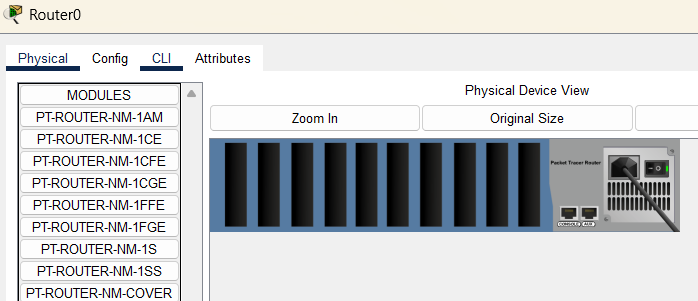 Router0
Physical Config CLI Attributes
MODULES
PT-ROUTER-NM-1AM
PT-ROUTER-NM-1CE
PT-ROUTER-NM-1CFE
PT-ROUTER-NM-1CGE
PT-ROUTER-NM-1FFE
PT-ROUTER-NM-1FGE
PT-ROUTER-NM-1S
PT-ROUTER-NM-1SS
PT-ROUTER-NM-COVER
Physical Device View
Zoom In Original Size
Packet Tracer Router
CONSOLE AUX